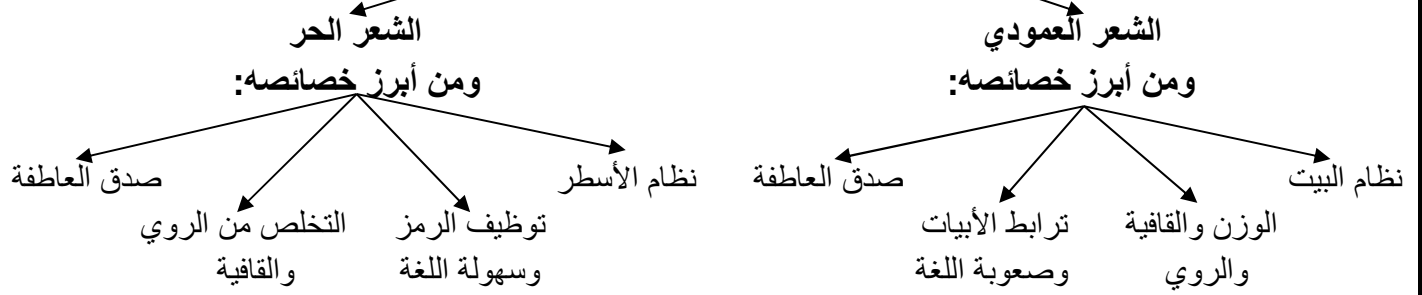 الشعر العمودي
ومن أبرز خصائصه:
نظام البيت
الوزن والقافية
والروي
ترابط الأبيات
وصعوبة اللغة
صدق العاطفة
الشعر الحر
ومن أبرز خصائصه:
نظام الأسطر
توظيف الرمز
وسهولة اللغة
التخلص من الروي
والقافية
صدق العاطفة